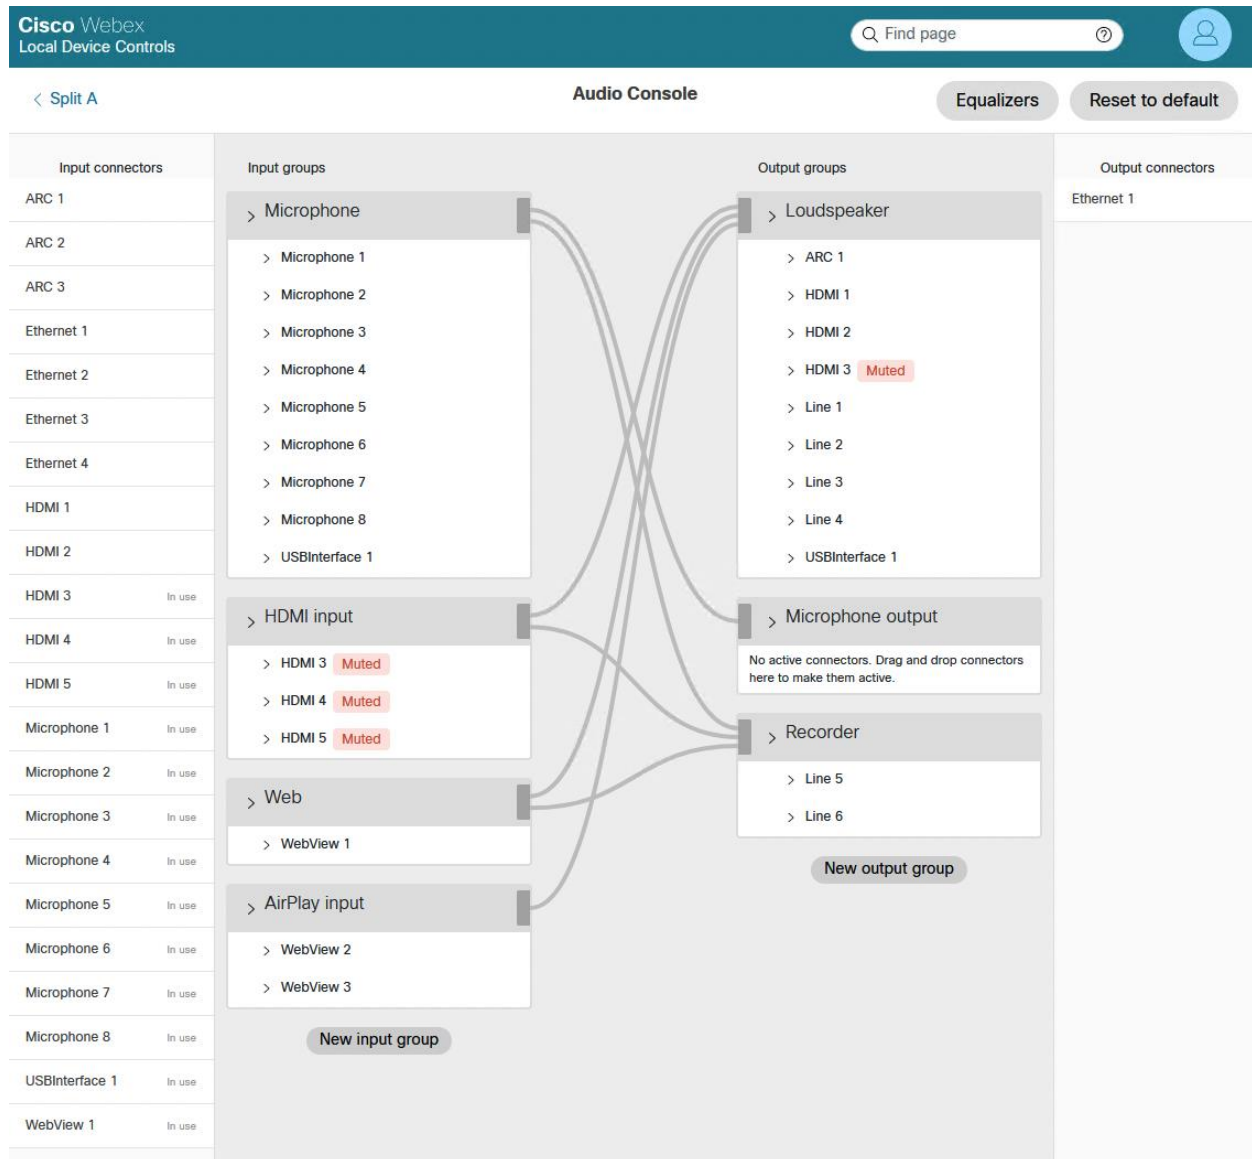 Cisco Webex
Local Device Controls
Find page
Split A
Audio Console
Equalizers
Reset to default
Input connectors
ARC 1
ARC 2
ARC 3
Ethernet 1
Ethernet 2
Ethernet 3
Ethernet 4
HDMI 1
HDMI 2
HDMI 3 In use
HDMI 4 In use
HDMI 5 In use
Microphone 1 In use
Microphone 2 In use
Microphone 3 In use
Microphone 4 In use
Microphone 5 In use
Microphone 6 In use
Microphone 7 In use
Microphone 8 In use
USBInterface 1 In use
WebView 1 In use
Input groups
Microphone
Microphone 1
Microphone 2
Microphone 3
Microphone 4
Microphone 5
Microphone 6
Microphone 7
Microphone 8
USBInterface 1
HDMI input
HDMI 3 Muted
HDMI 4 Muted
HDMI 5 Muted
Web
WebView 1
AirPlay input
WebView 2
WebView 3
New input group
Output groups
Loudspeaker
ARC 1
HDMI 1
HDMI 2
HDMI 3 Muted
Line 1
Line 2
Line 3
Line 4
USBInterface 1
Microphone output
No active connectors. Drag and drop connectors
here to make them active.
Recorder
Line 5
Line 6
New output group
Output connectors
Ethernet 1